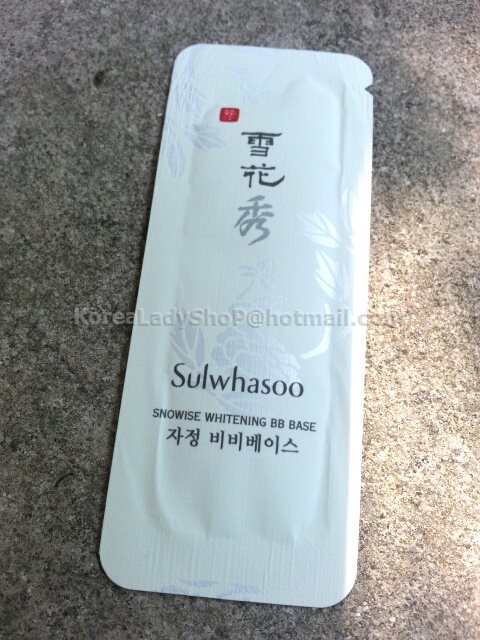 雪
花
秀
KoreaLadyShoP@hotmail.com
Sulwhasoo
SNOWISE WHITENING BB BASE
자정 비비베이스